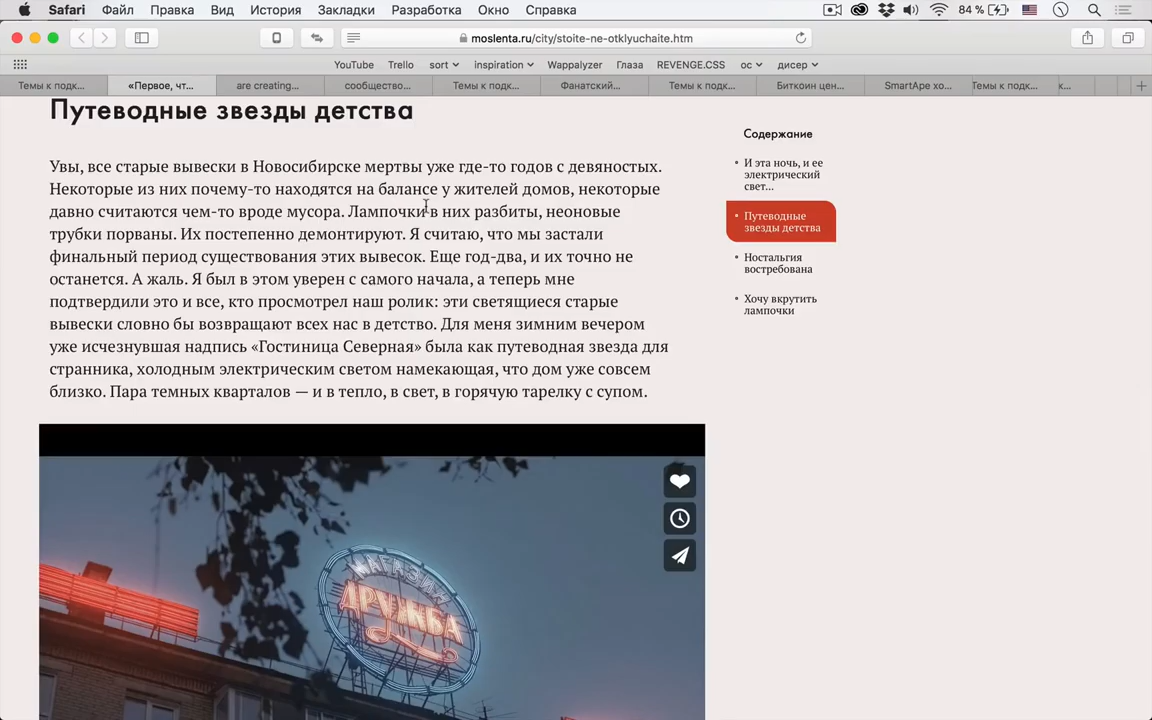 Safari Файл Правка Вид История Закладки Разработка Окно Справка 84 %
moslenta.ru/city/stoite-ne-otklyuchaite.htm
YouTube Trello sort inspiration Wappalyzer Глаза REVENGE.CSS ос дисер
Темы к подк... «Первое, чт... are creating... сообщество... Темы к подк... Фанатский... Темы к подк... Биткоин цен... SmartApe хо... Темы к подк... к...
Путеводные звезды детства
Увы, все старые вывески в Новосибирске мертвы уже где-то годов с девяностых.
Некоторые из них почему-то находятся на балансе у жителей домов, некоторые
давно считаются чем-то вроде мусора. Лампочки в них разбиты, неоновые
трубки порваны. Их постепенно демонтируют. Я считаю, что мы застали
финальный период существования этих вывесок. Еще год-два, и их точно не
останется. А жаль. Я был в этом уверен с самого начала, а теперь мне
подтвердили это и все, кто просмотрел наш ролик: эти светящиеся старые
вывески словно бы возвращают всех нас в детство. Для меня зимним вечером
уже исчезнувшая надпись «Гостиница Северная» была как путеводная звезда для
странника, холодным электрическим светом намекающая, что дом уже совсем
близко. Пара темных кварталов — и в тепло, в свет, в горячую тарелку с супом.
Содержание
И эта ночь, и ее
электрический
свет...
Путеводные
звезды детства
Ностальгия
востребована
Хочу вкрутить
лампочки
МАГАЗИН
ДРУЖБА